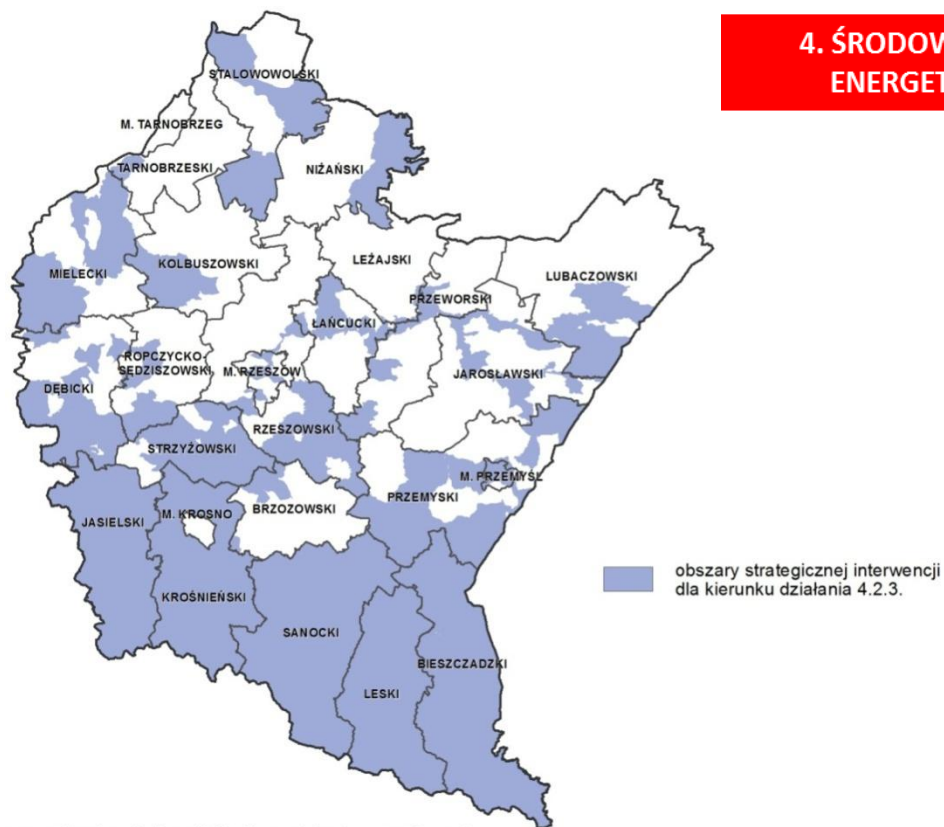 4. ŚRODOW
ENERGET
STALOWOWOLSKI
M. TARNOBRZEG
TARNOBRZESKI
NIŻAŃSKI
MIELECKI
KOLBUSZOWSKI
LEŻAJSKI
LUBACZOWSKI
PRZEWORSKI
ŁAŃCUCKI
ROPCZYCKO-
SĘDZISZOWSKI
M. RZESZÓW
DĘBICKI
JAROSŁAWSKI
RZESZOWSKI
STRZYŻOWSKI
M. PRZEMYŚL
PRZEMYSKI
BRZOZOWSKI
M. KROSNO
JASIELSKI
KROŚNIEŃSKI
SANOCKI
LESKI
BIESZCZADZKI
obszary strategicznej interwencji
dla kierunku działania 4.2.3.